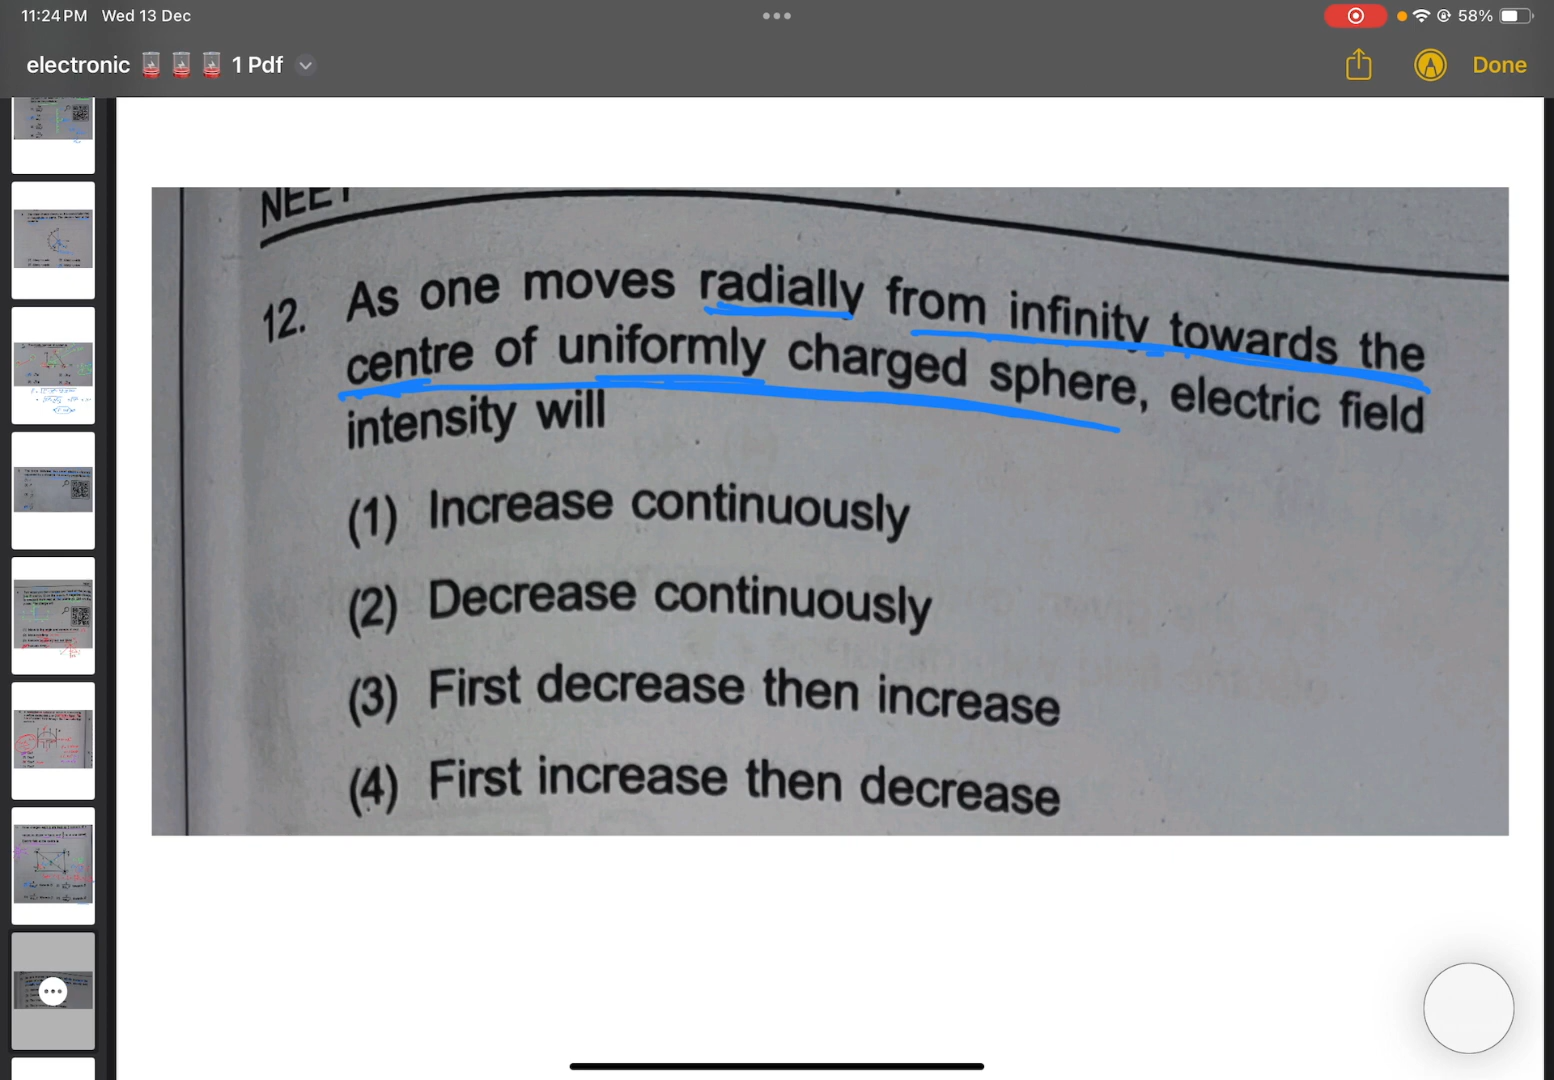 11:24 PM Wed 13 Dec
58%
electronic 1 Pdf
Done
NEET
12. As one moves radially from infinity towards the
centre of uniformly charged sphere, electric field
intensity will
(1) Increase continuously
(2) Decrease continuously
(3) First decrease then increase
(4) First increase then decrease